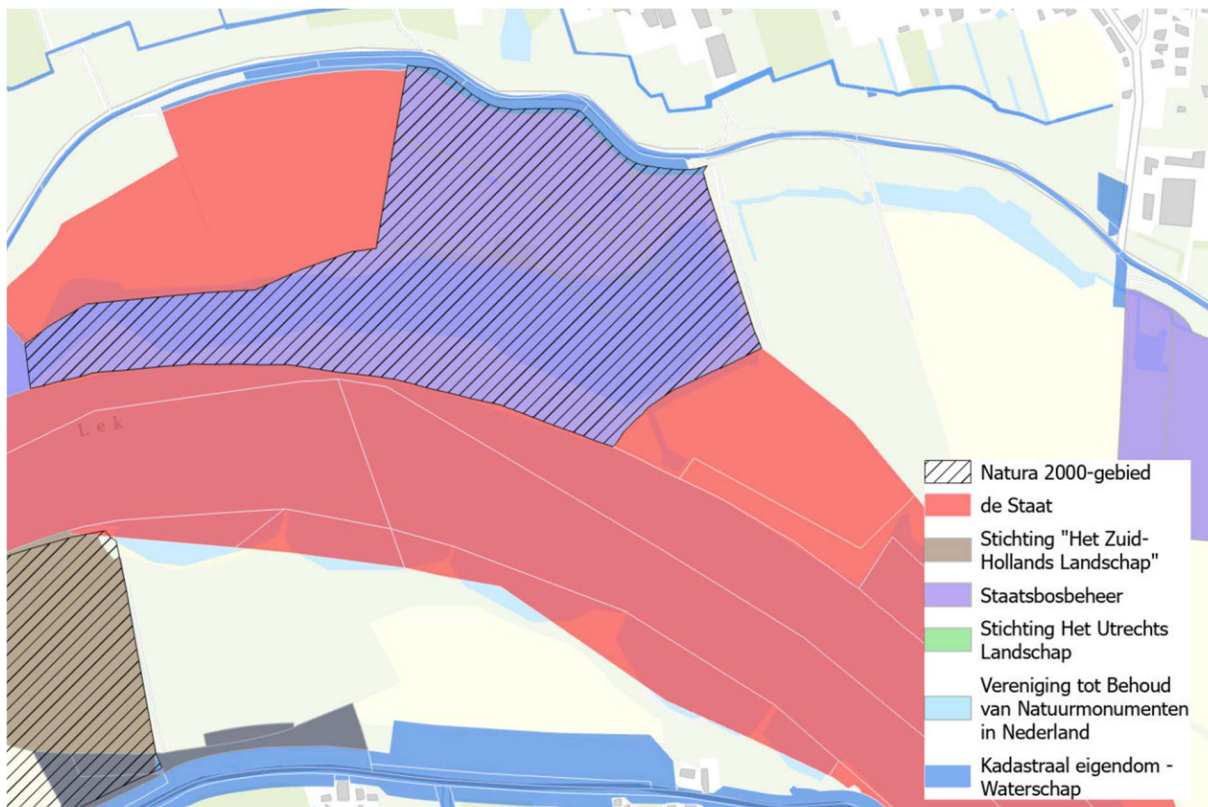 Lek
Natura 2000-gebied
de Staat
Stichting "Het Zuid-
Hollands Landschap"
Staatsbosbeheer
Stichting Het Utrechts
Landschap
Vereniging tot Behoud
van Natuurmonumenten
in Nederland
Kadastraal eigendom -
Waterschap